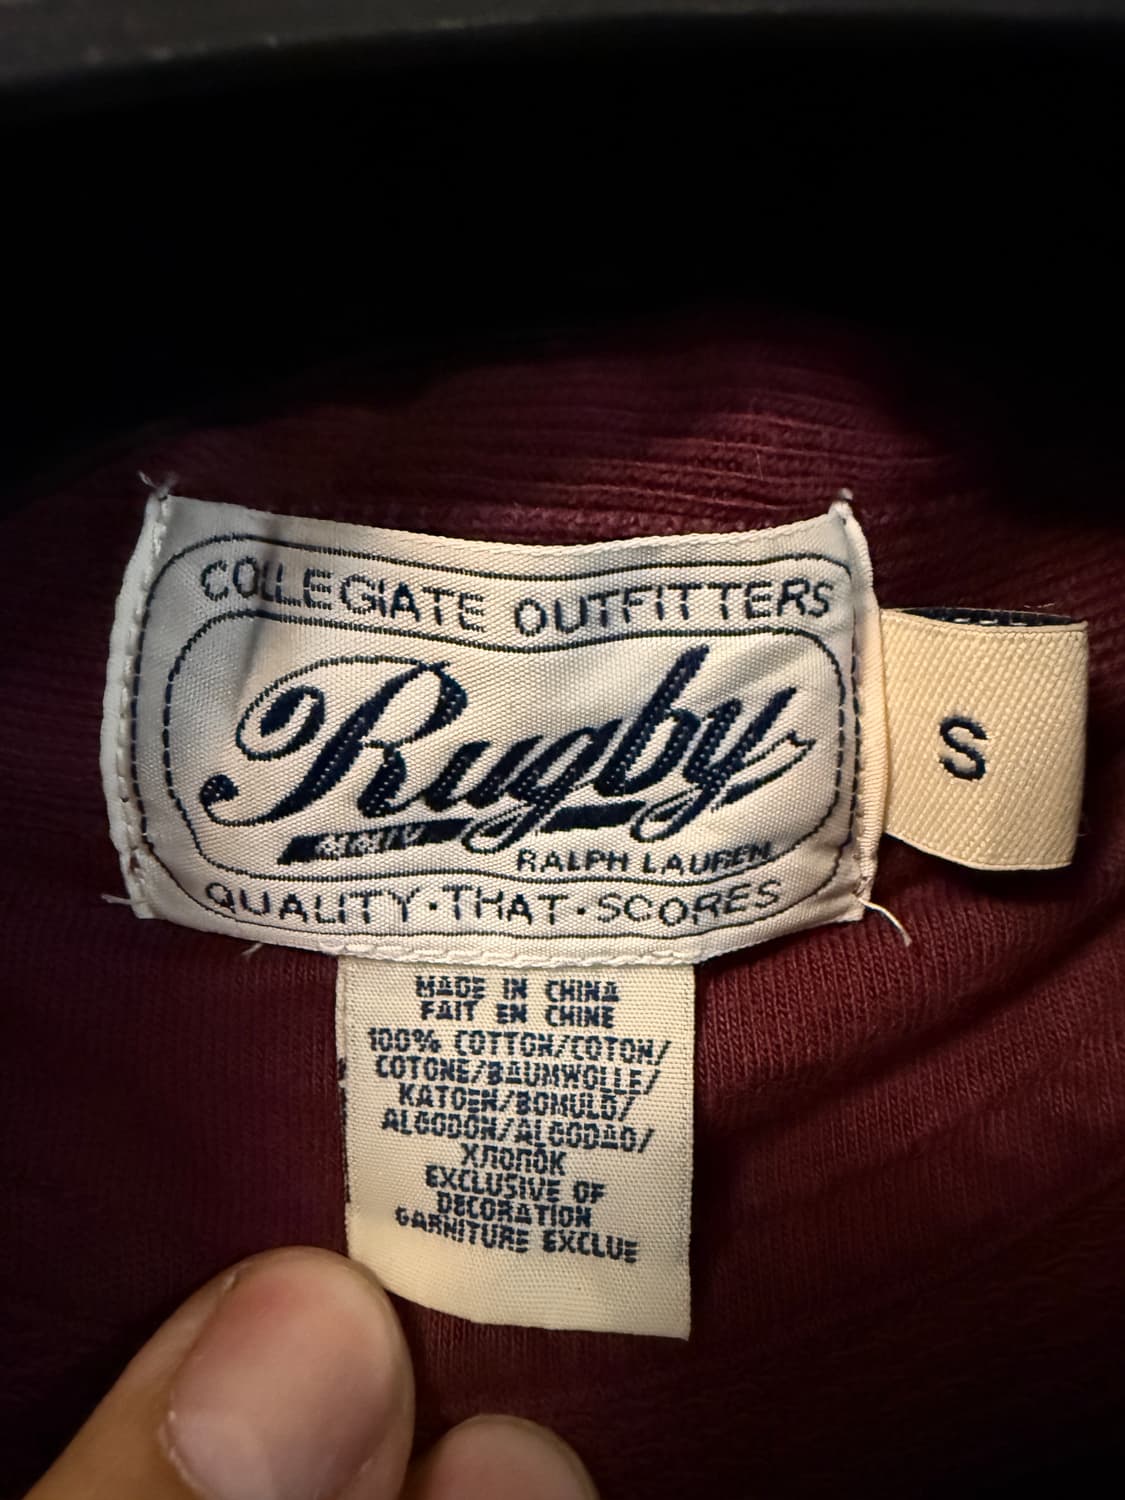 COLLEGIATE OUTFITTERS
Rugby
MMIV
RALPH LAUREN
QUALITY·THAT·SCORES
S
MADE IN CHINA
FAIT EN CHINE
100% COTTON/COTON/
COTONE/BAUMWOLLE/
KATOEN/BOMULD/
ALGODON/ALGODAO/
ХЛОПОК
EXCLUSIVE OF
DECORATION
GARNITURE EXCLUE